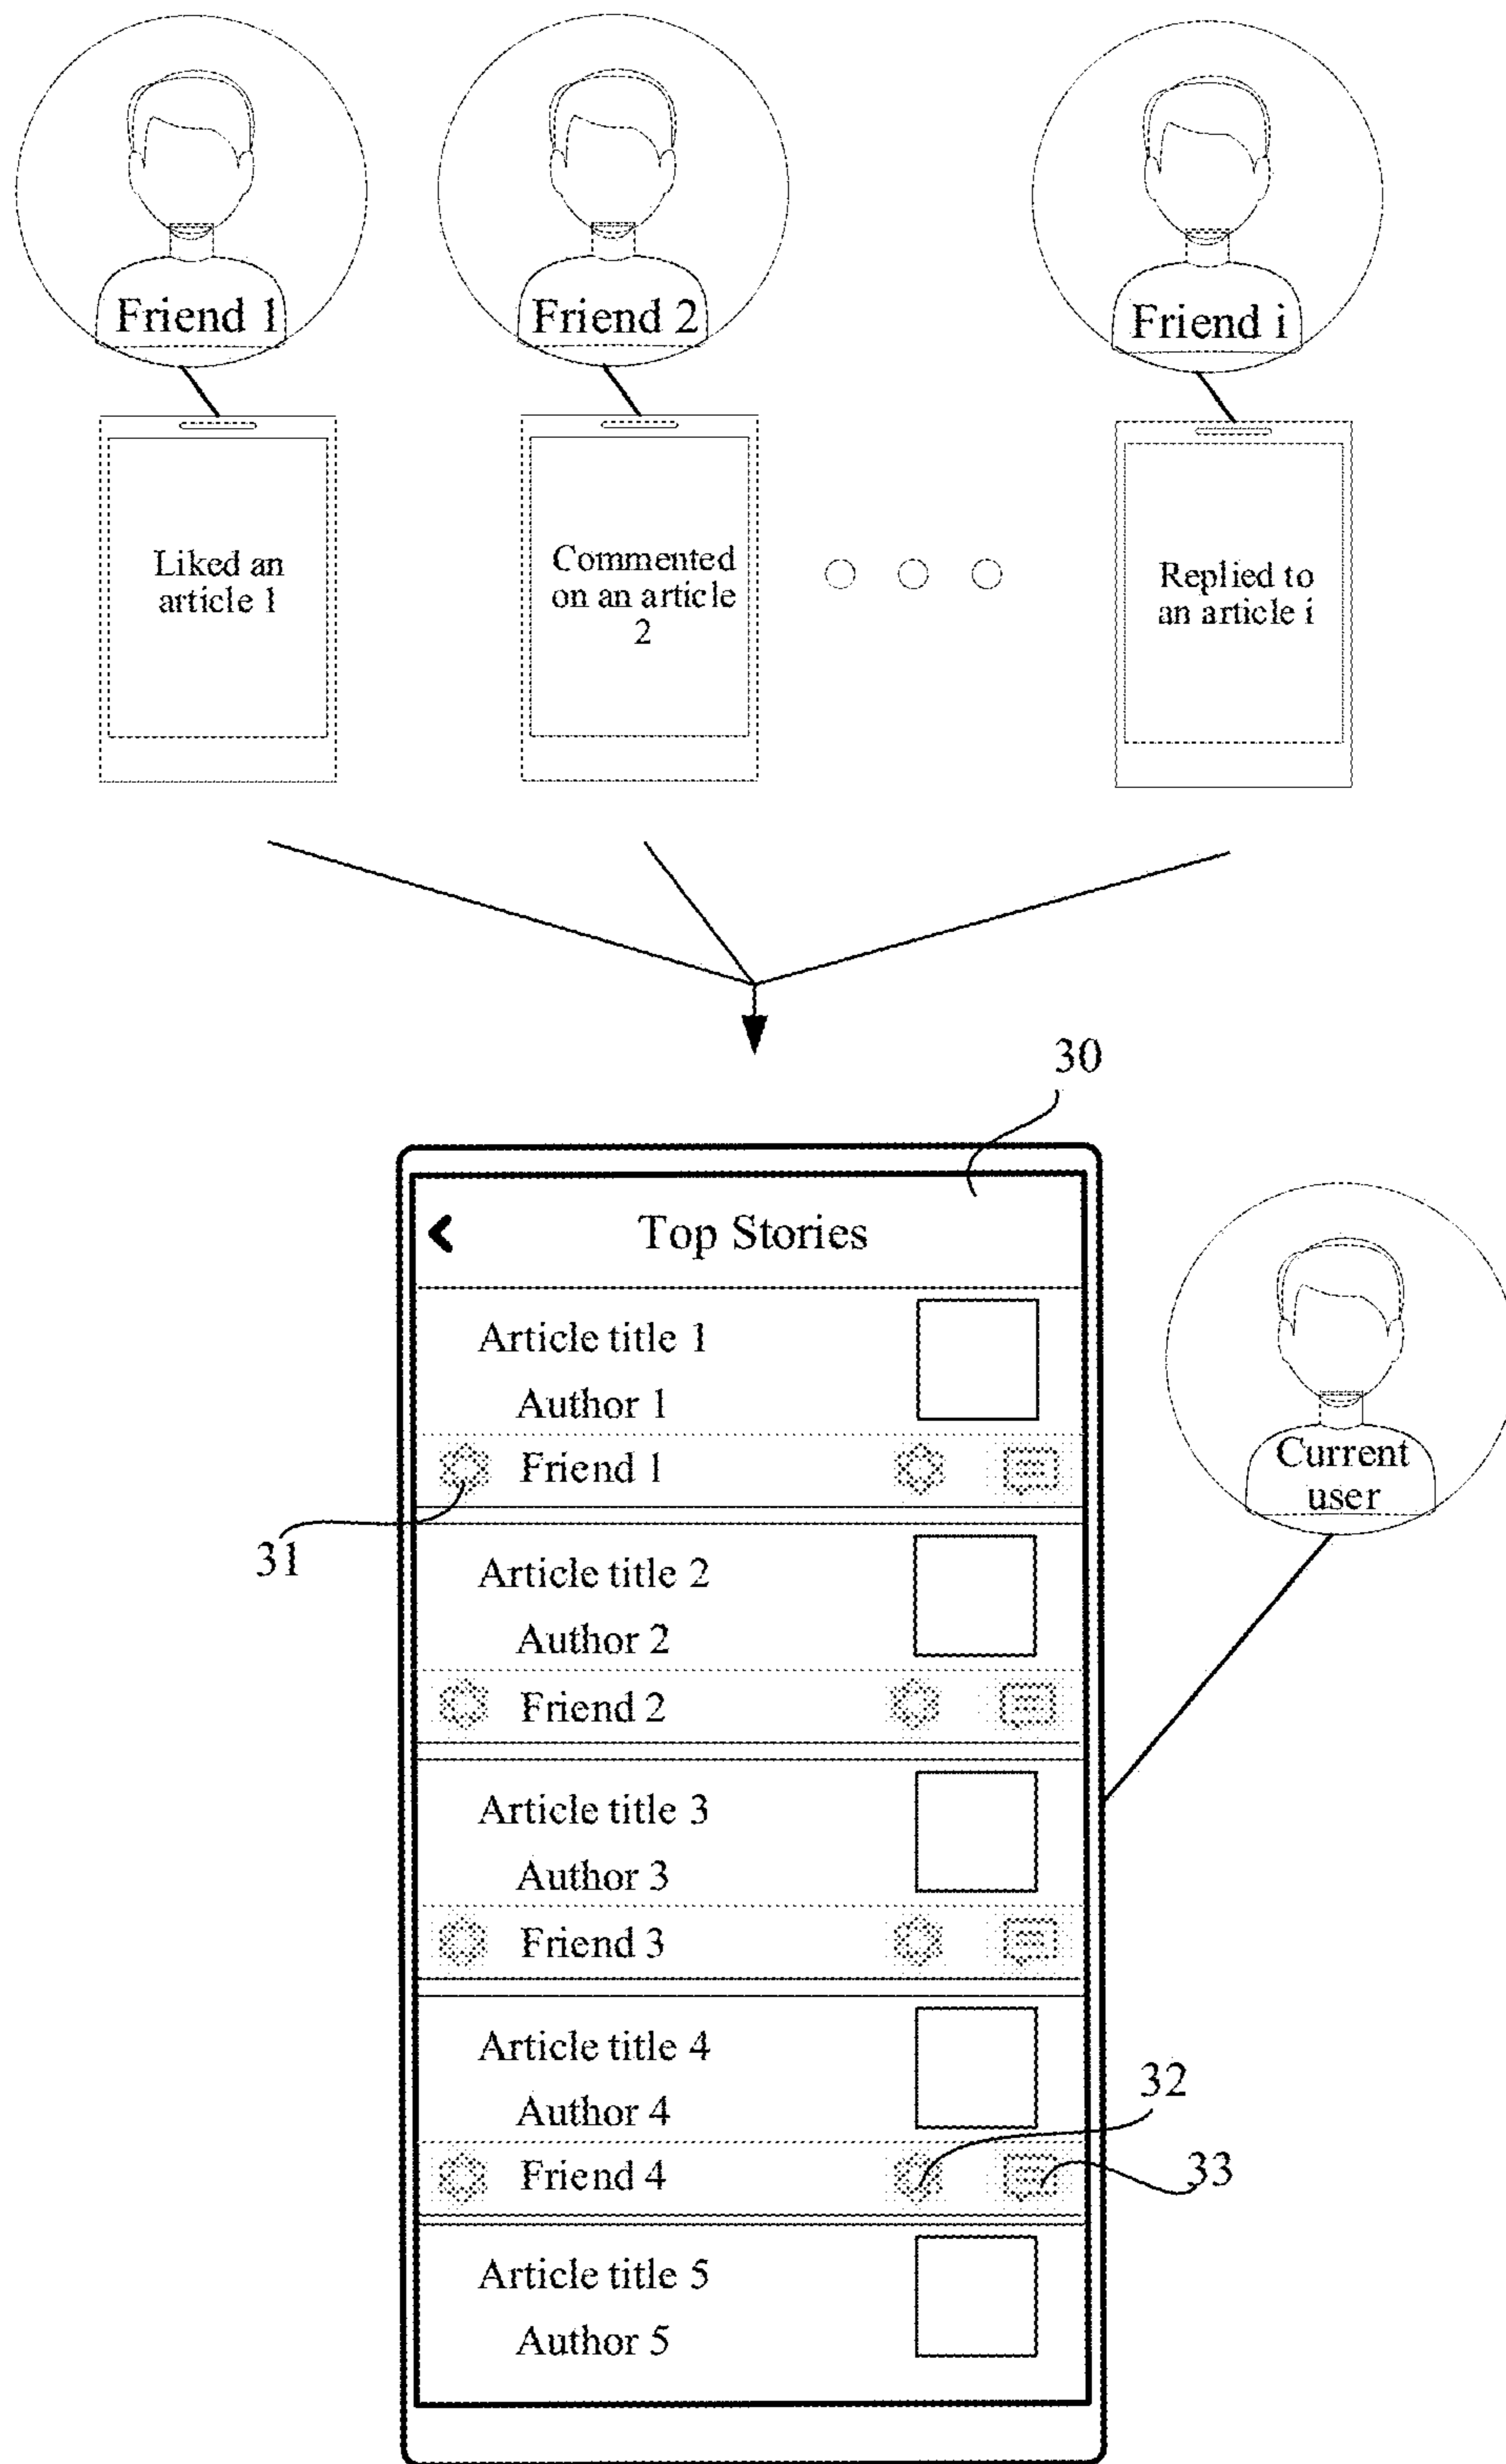 Friend 1
Friend 2
Friend i
Liked an
article 1
Commented
on an article
2
Replied to
an article i
30
Top Stories
Article title 1
Author 1
Friend 1
31
Current
user
Article title 2
Author 2
Friend 2
Article title 3
Author 3
Friend 3
Article title 4
Author 4
32
Friend 4
33
Article title 5
Author 5